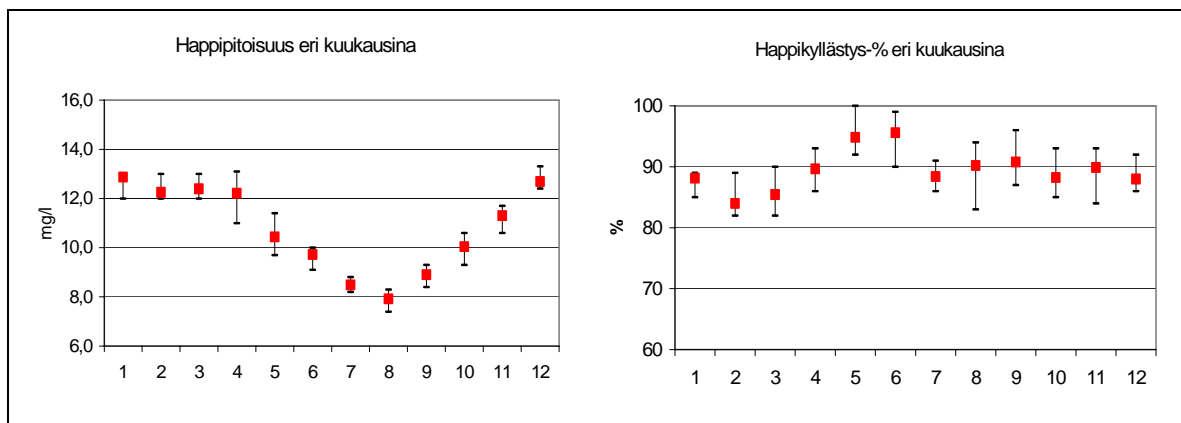 Happipitoisuus eri kuukausina
16,0
14,0
12,0
10,0
8,0
6,0
mg/l
1 2 3 4 5 6 7 8 9 10 11 12
Happikyllästys-% eri kuukausina
100
90
80
70
60
%
1 2 3 4 5 6 7 8 9 10 11 12